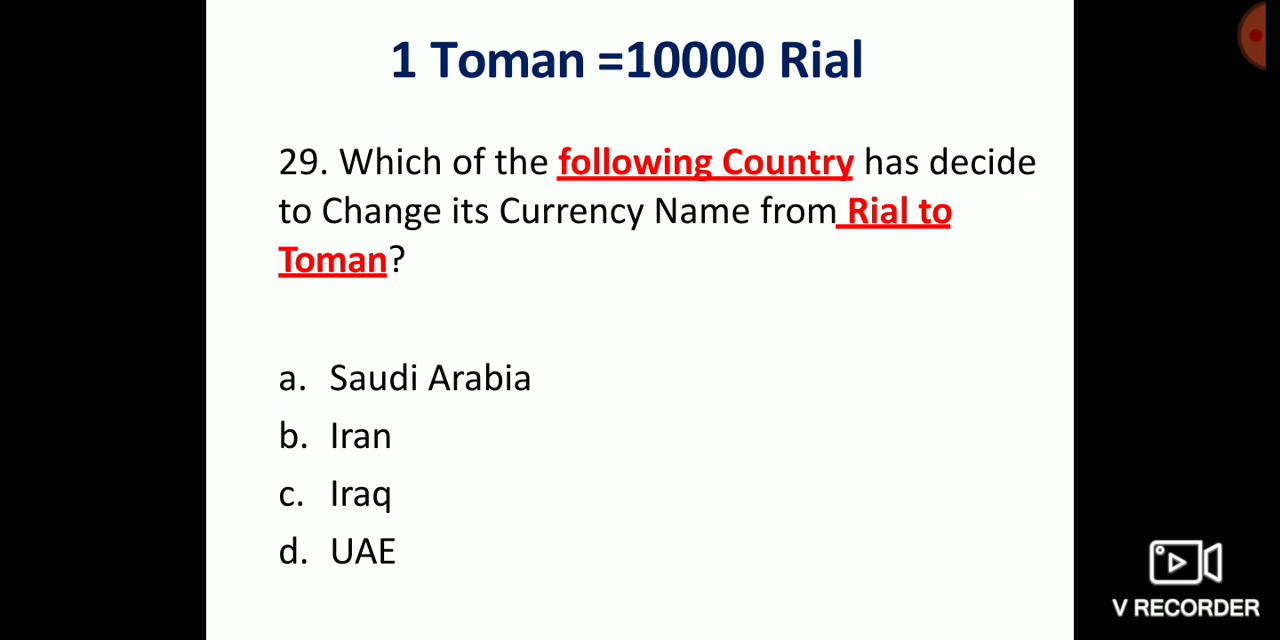 1 Toman =10000 Rial
29. Which of the following Country has decide
to Change its Currency Name from Rial to
Toman?
a. Saudi Arabia
b. Iran
c. Iraq
d. UAE
V RECORDER